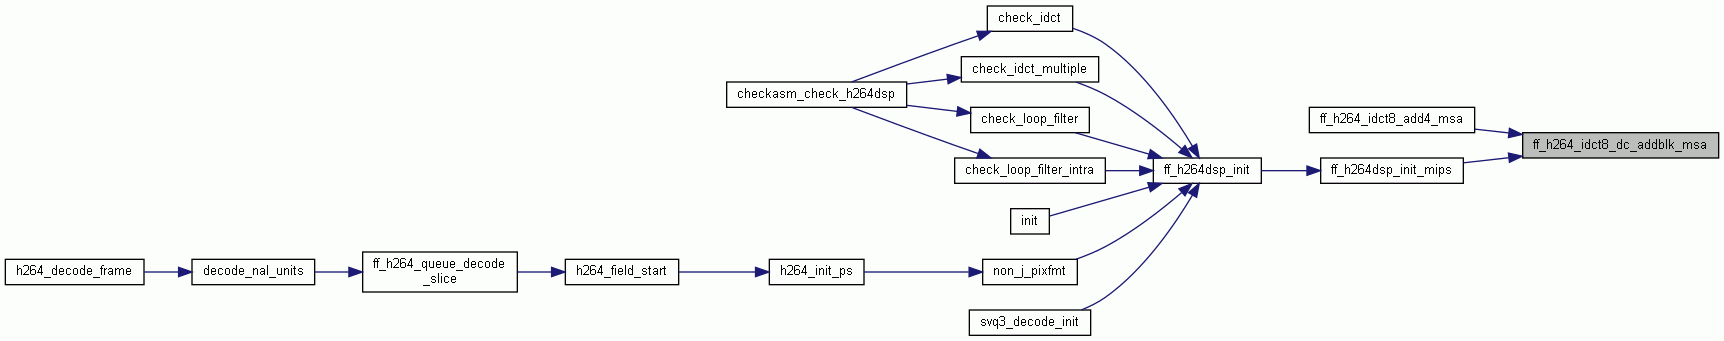 check_idct
check_idct_multiple
checkasm_check_h264dsp
check_loop_filter
ff_h264_idct8_add4_msa
ff_h264_idct8_dc_addblk_msa
check_loop_filter_intra
ff_h264dsp_init
ff_h264dsp_init_mips
init
h264_decode_frame
decode_nal_units
ff_h264_queue_decode
_slice
h264_field_start
h264_init_ps
non_j_pixfmt
svq3_decode_init